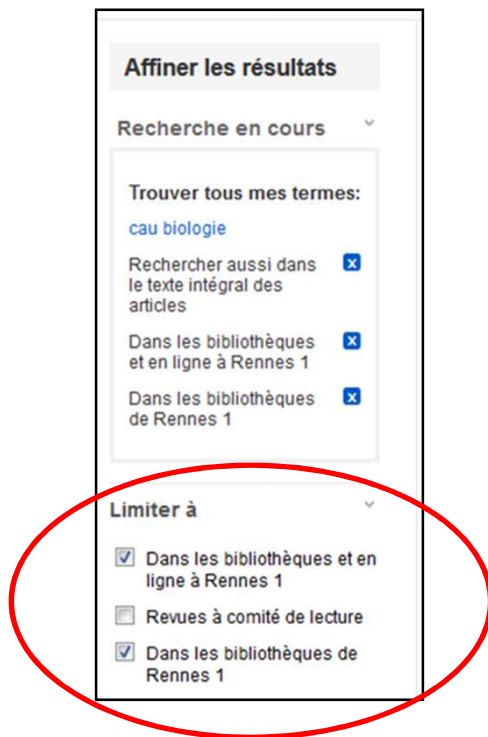 Affiner les résultats
Recherche en cours
Trouver tous mes termes:
cau biologie
Rechercher aussi dans
le texte intégral des
articles
x
Dans les bibliothèques
et en ligne à Rennes 1
x
Dans les bibliothèques
de Rennes 1
x
Limiter à
Dans les bibliothèques et en
ligne à Rennes 1
Revues à comité de lecture
Dans les bibliothèques de
Rennes 1